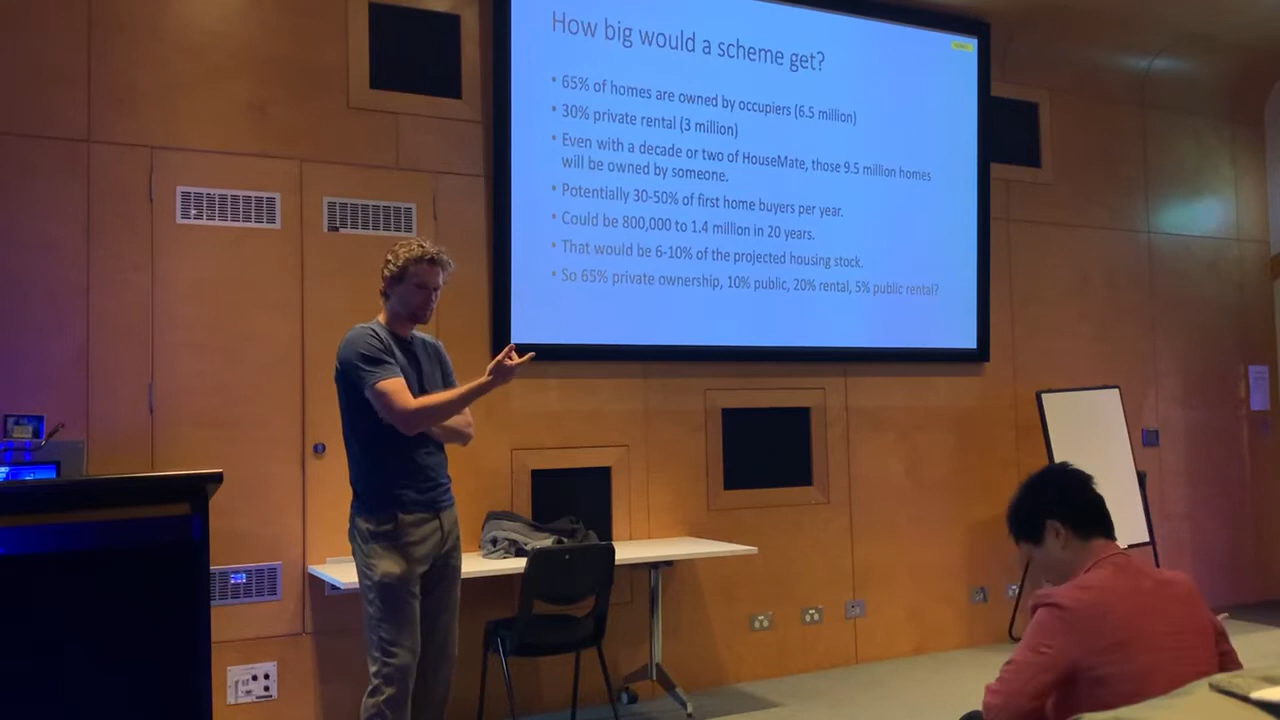 How big would a scheme get?
• 65% of homes are owned by occupiers (6.5 million)
• 30% private rental (3 million)
• Even with a decade or two of HouseMate, those 9.5 million homes
will be owned by someone.
• Potentially 30-50% of first home buyers per year.
• Could be 800,000 to 1.4 million in 20 years.
• That would be 6-10% of the projected housing stock.
• So 65% private ownership, 10% public, 20% rental, 5% public rental?